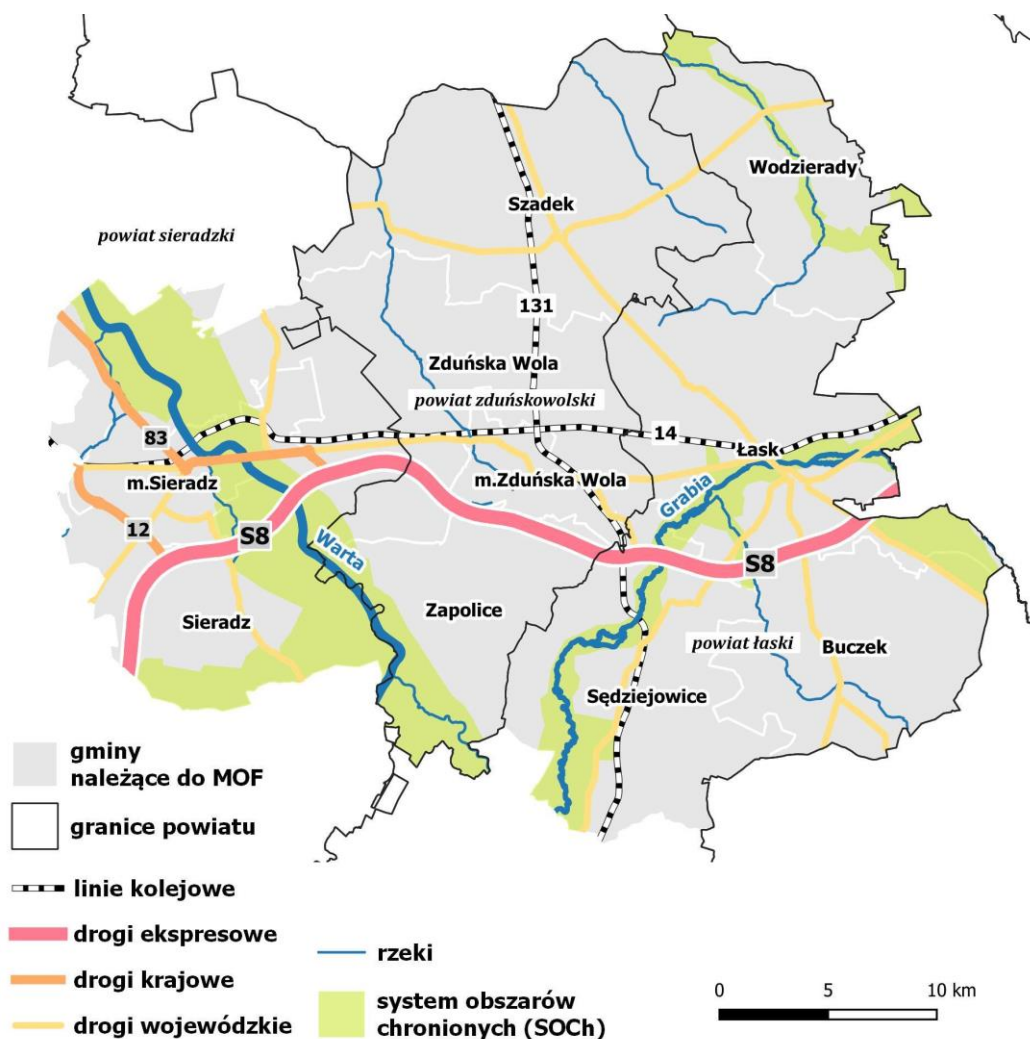 Wodzierady
Szadek
powiat sieradzki
131
Zduńska Wola
powiat zduńskowolski
83
14
Łask
m.Sieradz
m.Zduńska Wola
Grabia
12
S8
S8
Warta
Zapolice
Sieradz
powiat łaski
Buczek
Sędziejowice
gminy
należące do MOF
granice powiatu
linie kolejowe
drogi ekspresowe
drogi krajowe
drogi wojewódzkie
rzeki
system obszarów
chronionych (SOCh)
0 5 10 km